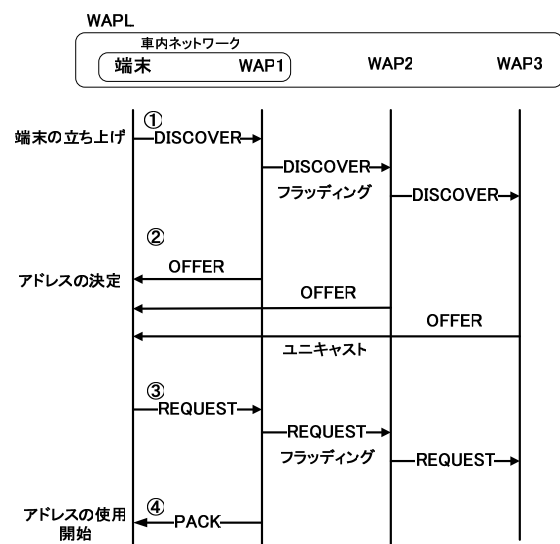 WAPL
車内ネットワーク
端末 WAP1 WAP2 WAP3
①
端末の立ち上げ DISCOVER
DISCOVER
フラッディング DISCOVER
②
OFFER
アドレスの決定
OFFER
OFFER
ユニキャスト
③
REQUEST
REQUEST
フラッディング REQUEST
④
アドレスの使用
開始
PACK